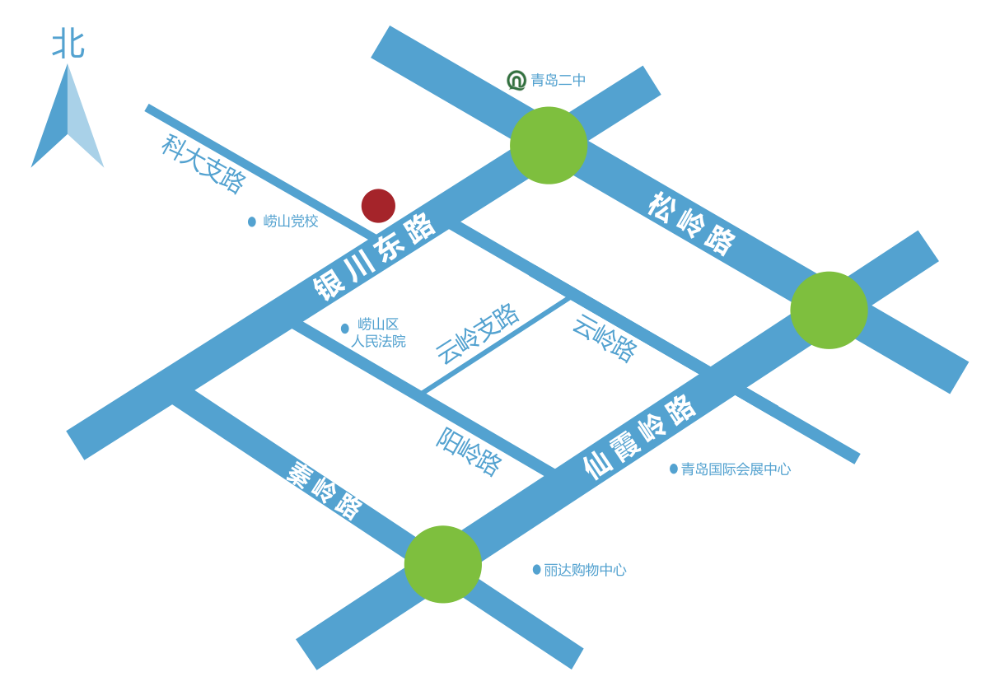 北
青岛二中
科大支路
崂山党校
银川东路
松岭路
崂山区
人民法院
云岭支路
云岭路
阳岭路
仙霞岭路
秦岭路
青岛国际会展中心
丽达购物中心